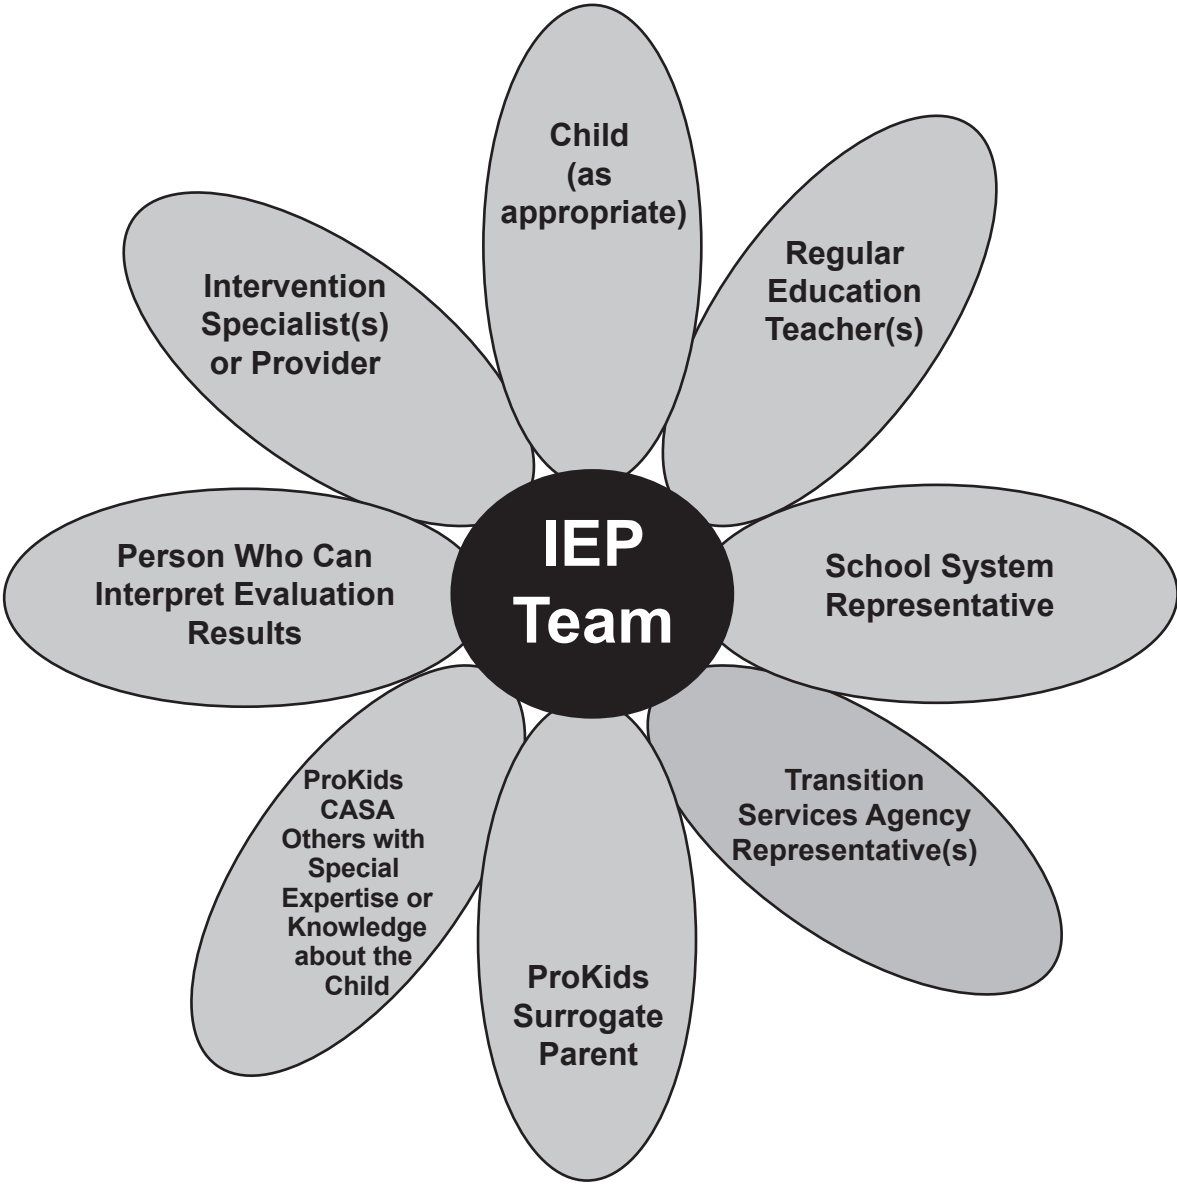 Child
(as
appropriate)
Regular
Education
Teacher(s)
Intervention
Specialist(s)
or Provider
IEP
Team
Person Who Can
Interpret Evaluation
Results
School System
Representative
ProKids
CASA
Others with
Special
Expertise or
Knowledge
about the
Child
Transition
Services Agency
Representative(s)
ProKids
Surrogate
Parent